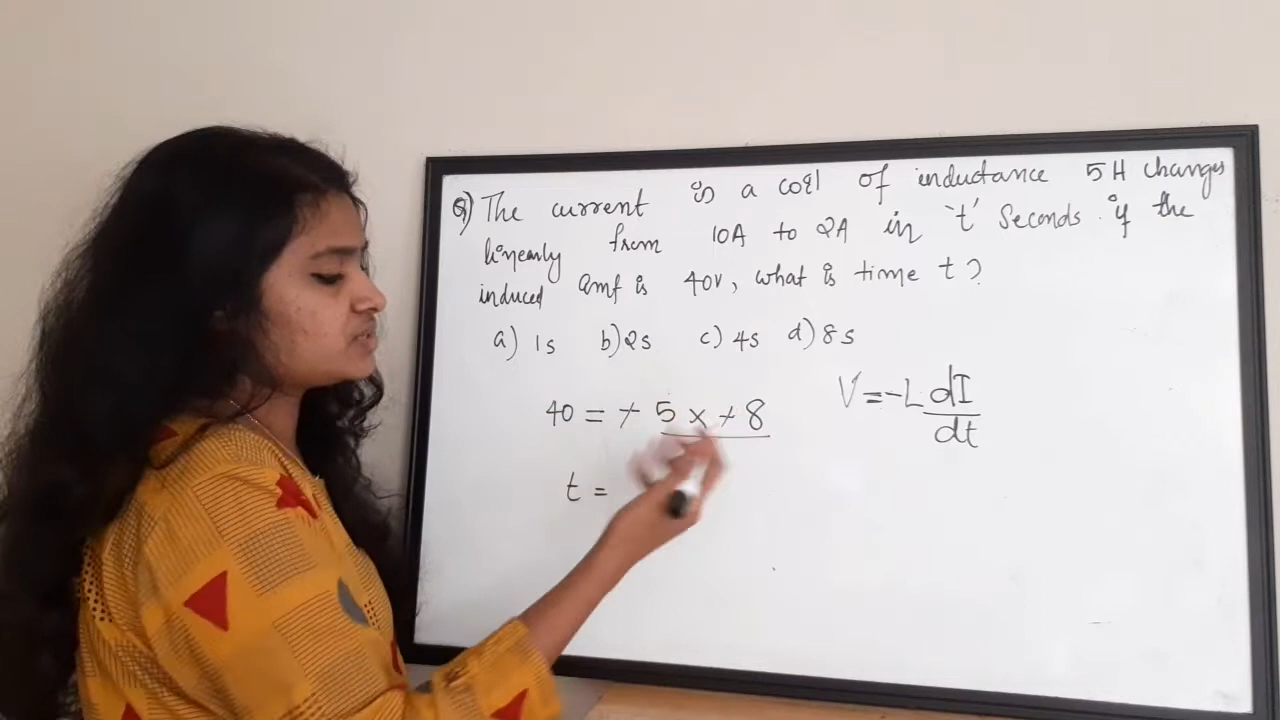 Q) The current is a coil of inductance 5H changes
linearly from 10A to 2A in 't' seconds. if the
induced emf is 40V, what is time t?
a) 1s b) 2s c) 4s d) 8s
40 = - 5 x - 8
V = -L dI
dt
t =